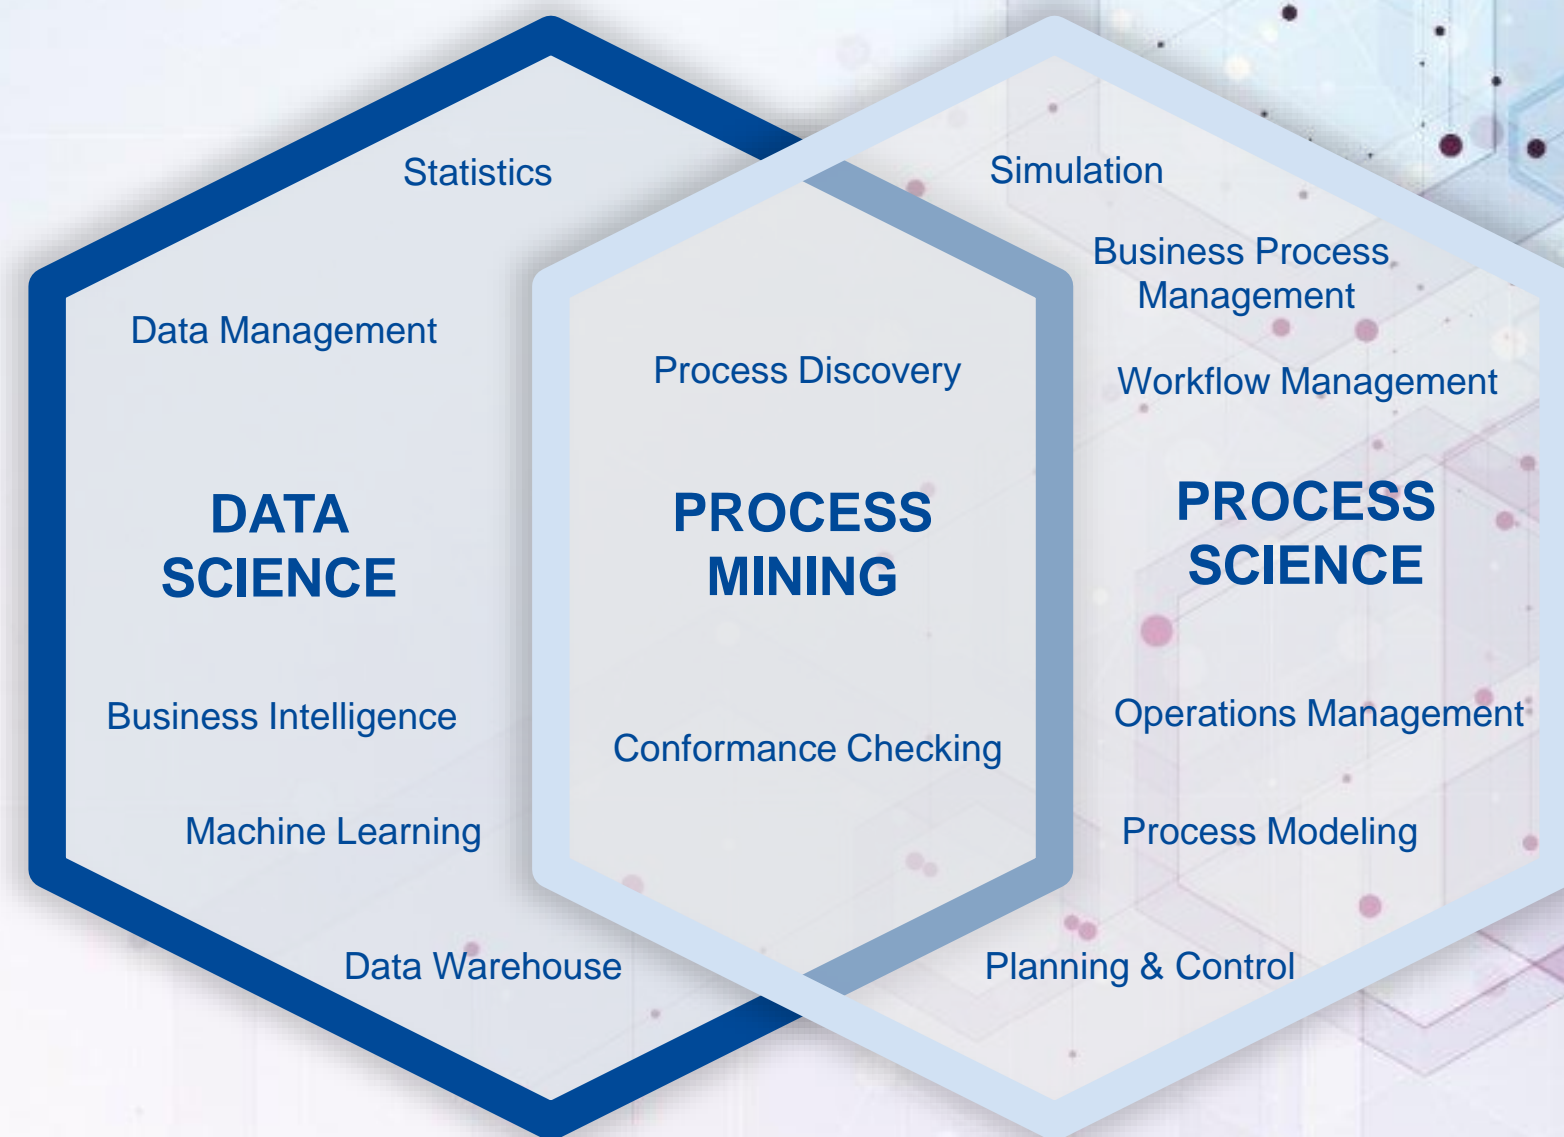 Statistics
Data Management
DATA
SCIENCE
Business Intelligence
Machine Learning
Data Warehouse
Process Discovery
PROCESS
MINING
Conformance Checking
Simulation
Business Process
Management
Workflow Management
PROCESS
SCIENCE
Operations Management
Process Modeling
Planning & Control